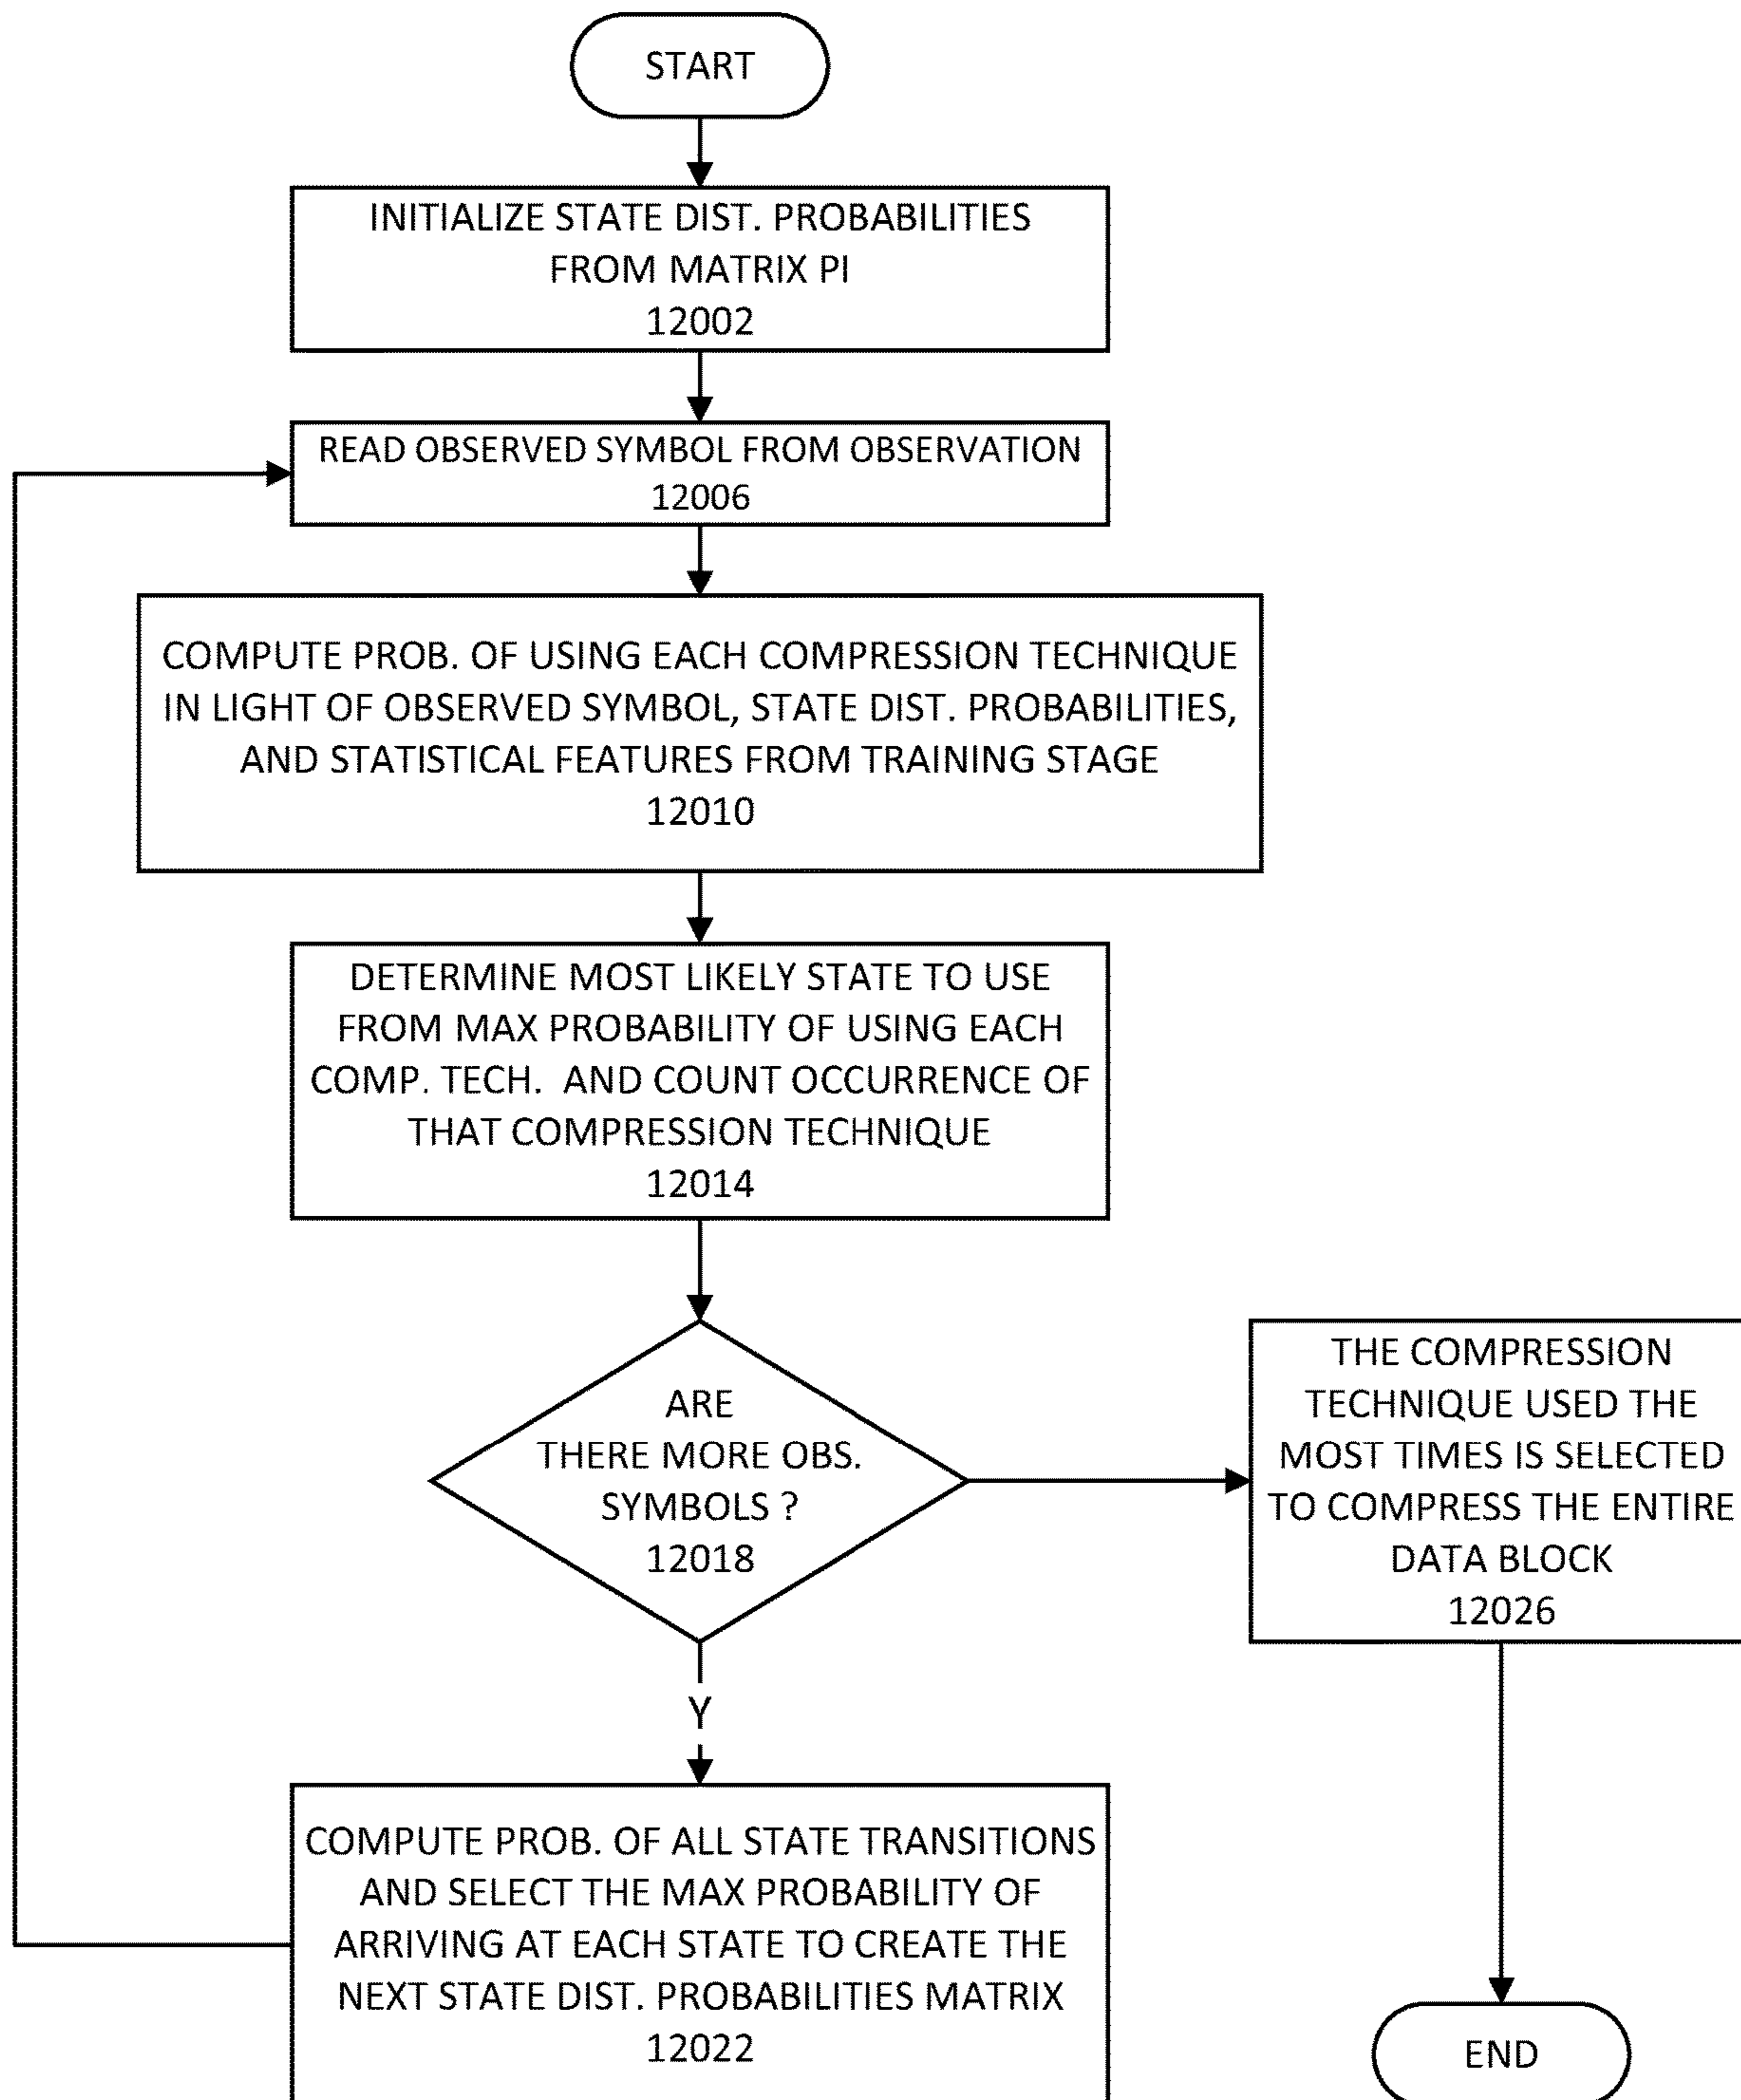 START
INITIALIZE STATE DIST. PROBABILITIES
FROM MATRIX PI
12002
READ OBSERVED SYMBOL FROM OBSERVATION
12006
COMPUTE PROB. OF USING EACH COMPRESSION TECHNIQUE
IN LIGHT OF OBSERVED SYMBOL, STATE DIST. PROBABILITIES,
AND STATISTICAL FEATURES FROM TRAINING STAGE
12010
DETERMINE MOST LIKELY STATE TO USE
FROM MAX PROBABILITY OF USING EACH
COMP. TECH. AND COUNT OCCURRENCE OF
THAT COMPRESSION TECHNIQUE
12014
ARE
THERE MORE OBS.
SYMBOLS ?
12018
THE COMPRESSION
TECHNIQUE USED THE
MOST TIMES IS SELECTED
TO COMPRESS THE ENTIRE
DATA BLOCK
12026
Y
COMPUTE PROB. OF ALL STATE TRANSITIONS
AND SELECT THE MAX PROBABILITY OF
ARRIVING AT EACH STATE TO CREATE THE
NEXT STATE DIST. PROBABILITIES MATRIX
12022
END